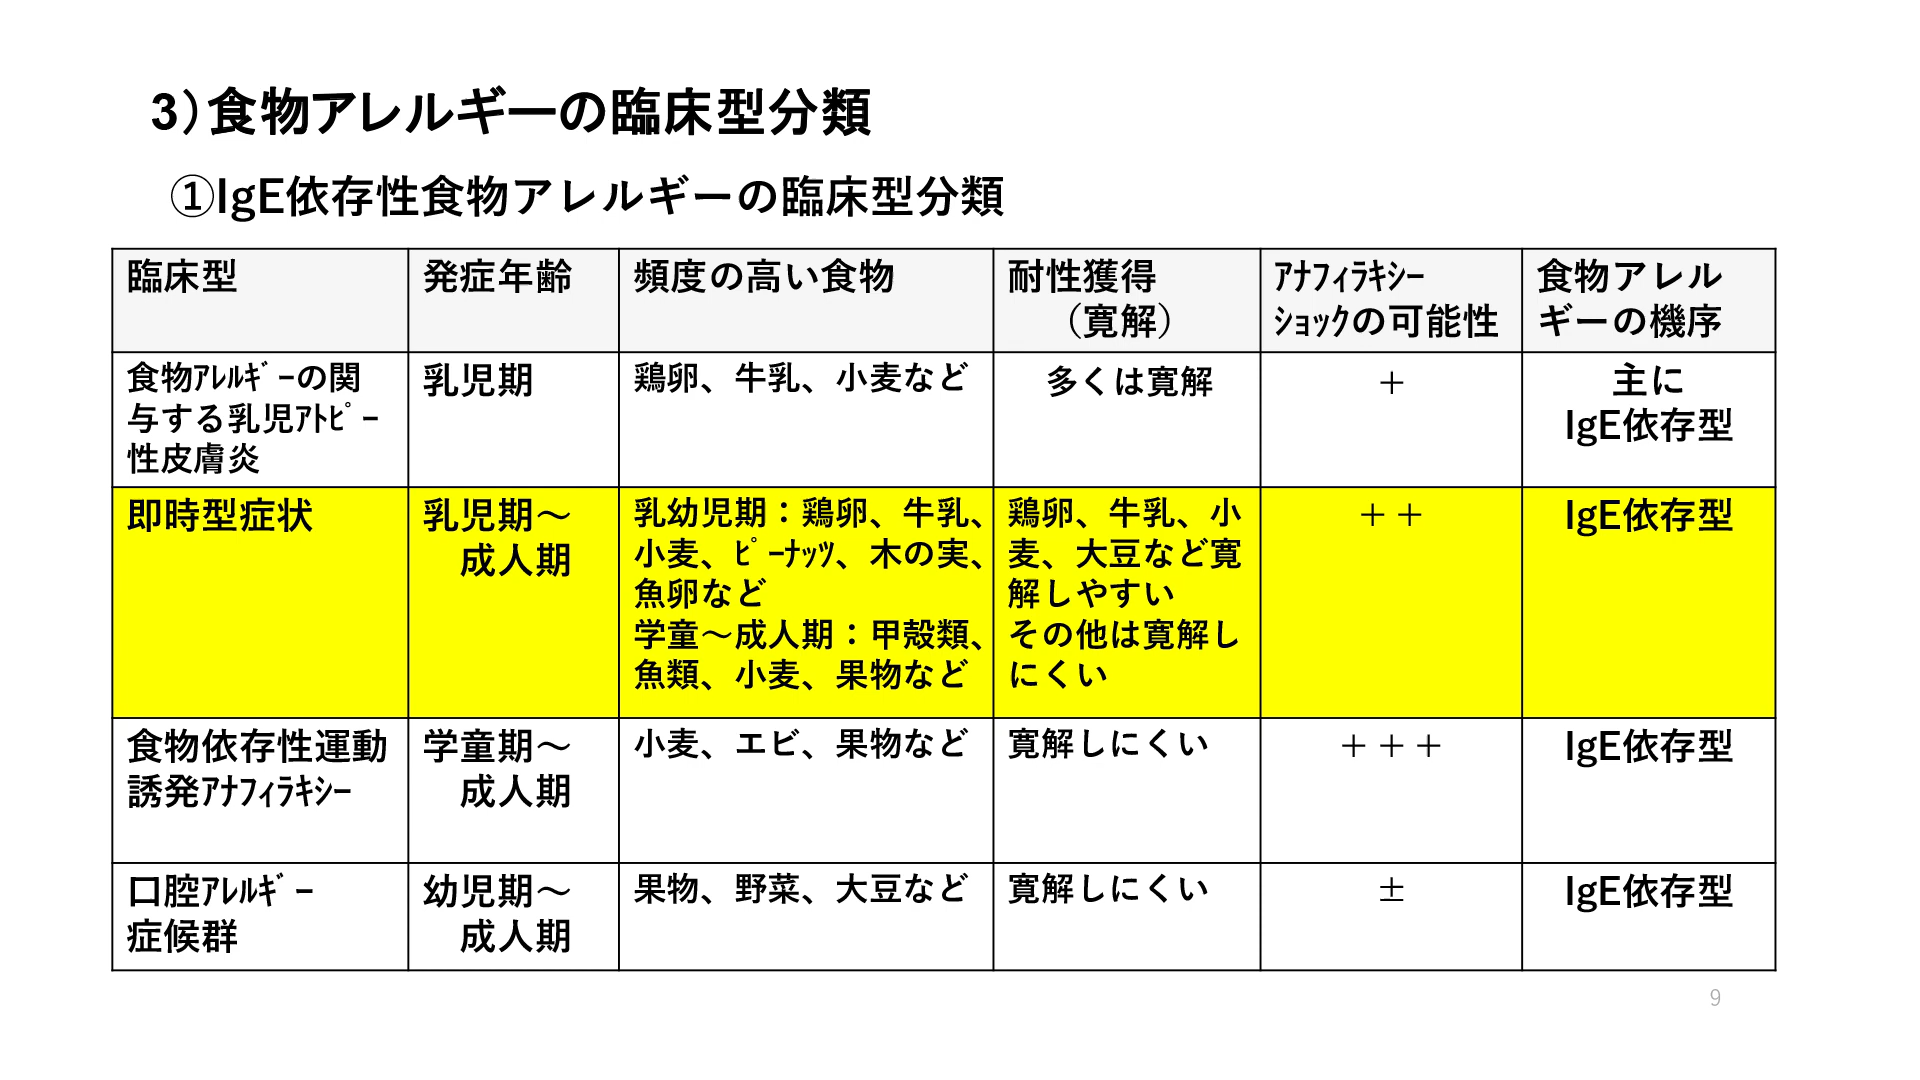 3）食物アレルギーの臨床型分類
①IgE依存性食物アレルギーの臨床型分類
臨床型
発症年齢
頻度の高い食物
耐性獲得
（寛解）
ｱﾅﾌｨﾗｷｼｰ
ｼｮｯｸの可能性
食物アレル
ギーの機序
食物ｱﾚﾙｷﾞｰの関
与する乳児ｱﾄﾋﾟｰ
性皮膚炎
乳児期
鶏卵、牛乳、小麦など
多くは寛解
＋
主に
IgE依存型
即時型症状
乳児期～
成人期
乳幼児期：鶏卵、牛乳、
小麦、ﾋﾟｰﾅｯﾂ、木の実、
魚卵など
学童～成人期：甲殻類、
魚類、小麦、果物など
鶏卵、牛乳、小
麦、大豆など寛
解しやすい
その他は寛解し
にくい
＋＋
IgE依存型
食物依存性運動
誘発ｱﾅﾌｨﾗｷｼｰ
学童期～
成人期
小麦、エビ、果物など
寛解しにくい
＋＋＋
IgE依存型
口腔ｱﾚﾙｷﾞｰ
症候群
幼児期～
成人期
果物、野菜、大豆など
寛解しにくい
±
IgE依存型
9